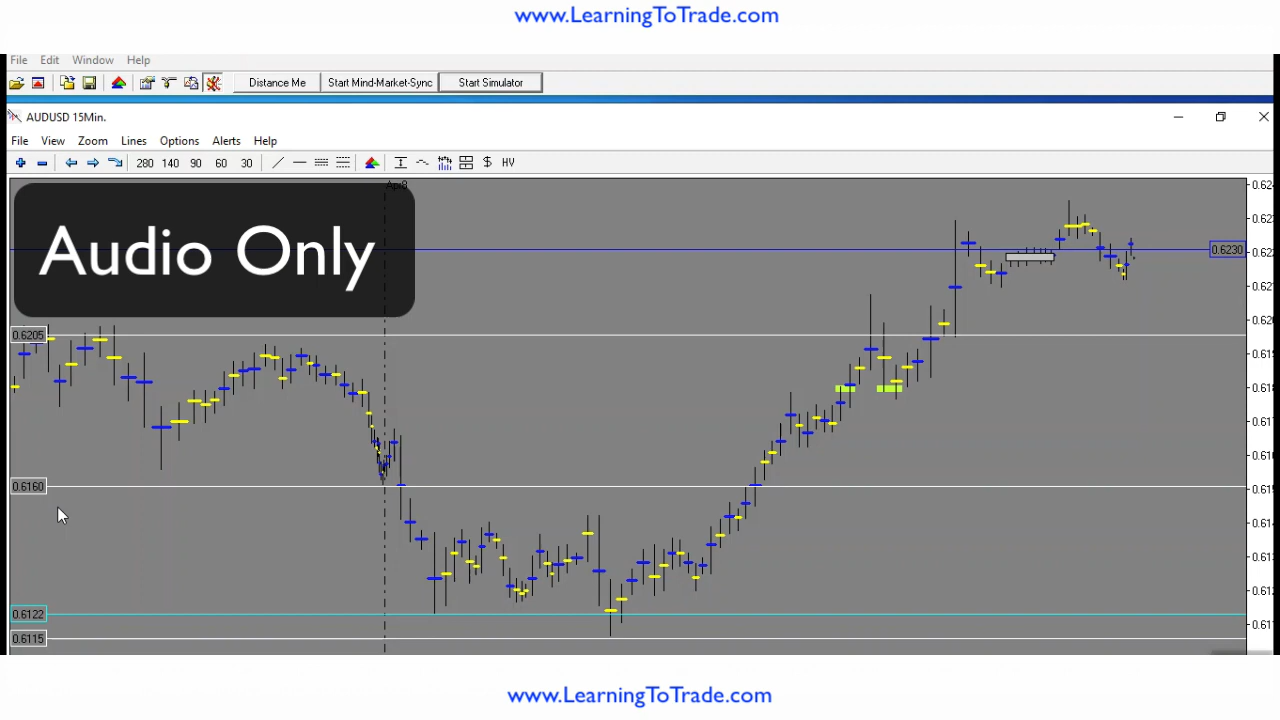 www.LearningToTrade.com
File Edit Window Help
Distance Me Start Mind-Market-Sync Start Simulator
AUDUSD 15Min.
File View Zoom Lines Options Alerts Help
280 140 90 60 30 $ HV
Audio Only
0.6230
0.6205
0.6160
0.6122
0.6115
www.LearningToTrade.com